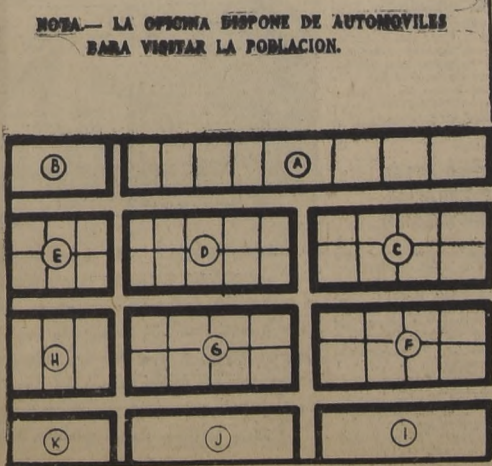 NOTA.— LA OFICINA DISPONE DE AUTOMOVILES
PARA VISITAR LA POBLACION.
B
A
E
D
C
H
G
F
K
J
I